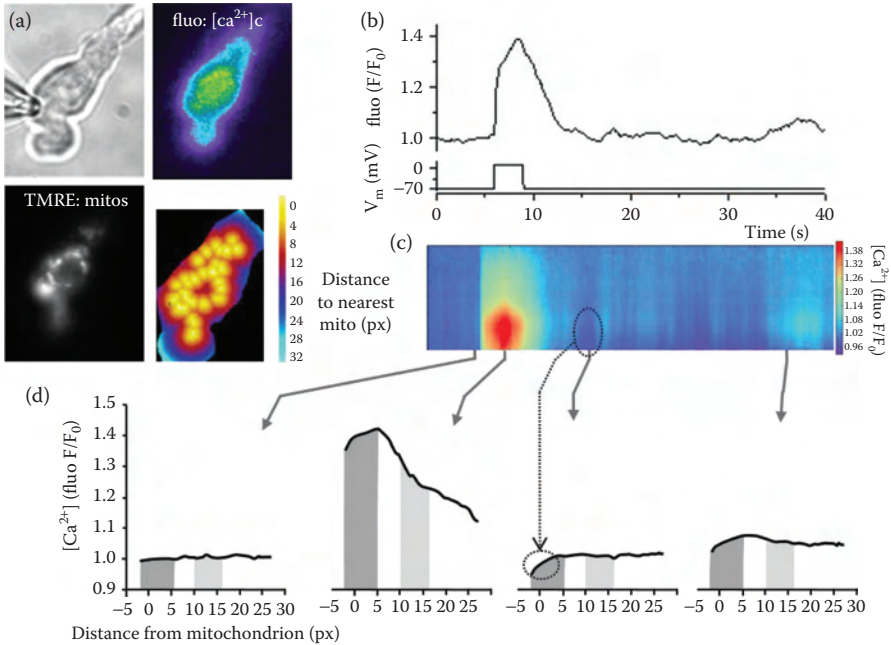 (a)
fluo: [ca²⁺]c
TMRE: mitos
0
4
8
12
16
20
24
28
32
Distance
to nearest
mito (px)
(b)
fluo (F/F₀)
1.4
1.2
1.0
Vₘ (mV)
0
−70
0
10
20
30
40
Time (s)
(c)
1.38
1.32
1.26
1.20
1.14
1.08
1.02
0.96
[Ca²⁺] (fluo F/F₀)
(d)
[Ca²⁺] (fluo F/F₀)
1.5
1.4
1.3
1.2
1.1
1.0
0.9
−5 0 5 10 15 20 25 30
−5 0 5 10 15 20 25
−5 0 5 10 15 20 25
−5 0 5 10 15 20 25 30
Distance from mitochondrion (px)